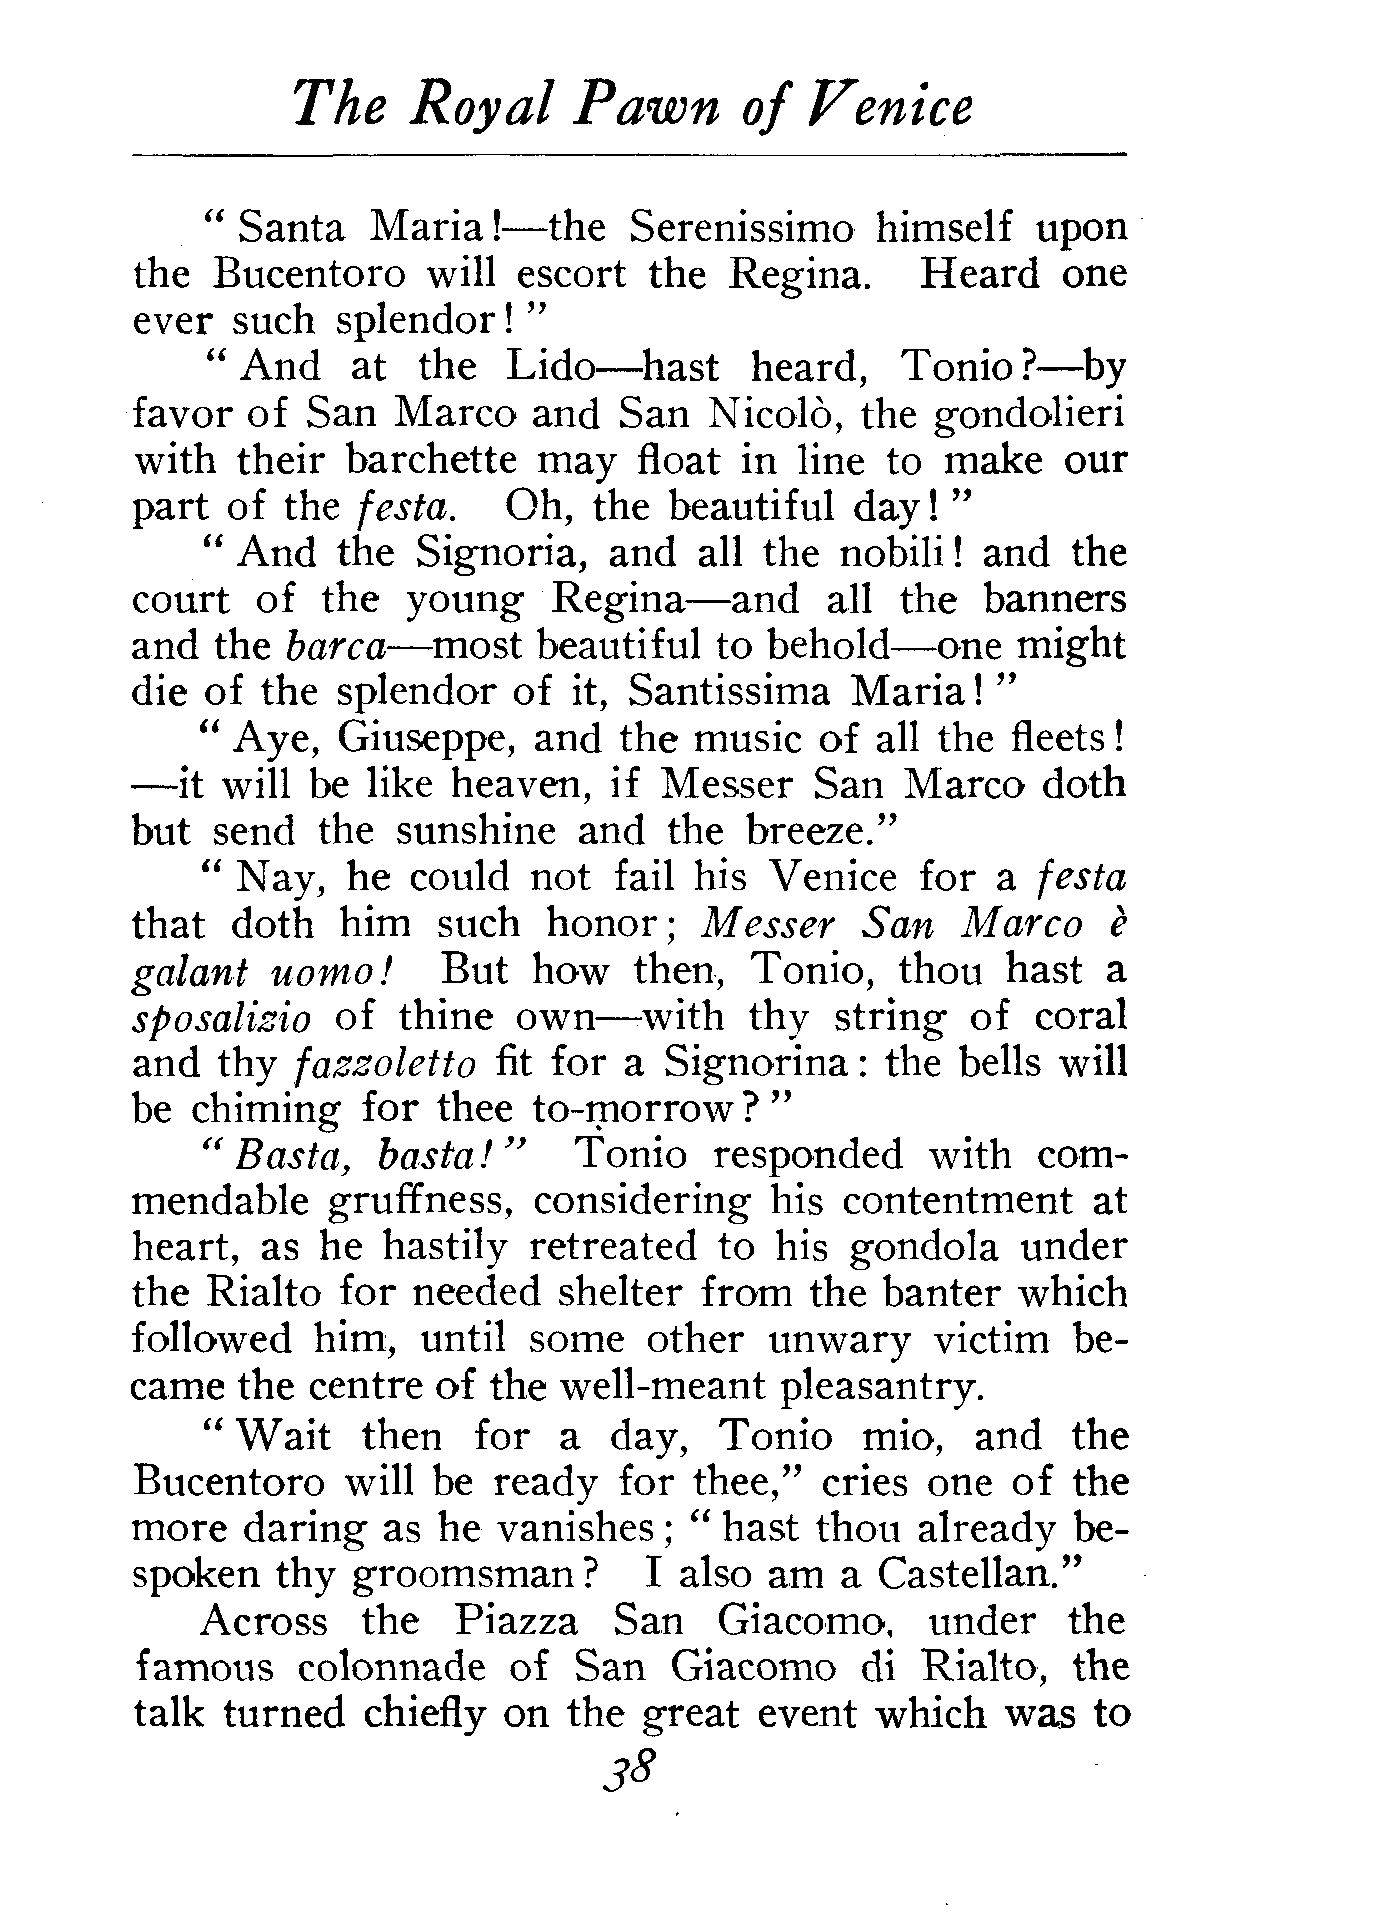 The Royal Pawn of Venice
“ Santa Maria!—the Serenissimo himself upon
the Bucentoro will escort the Regina. Heard one
ever such splendor! ”
“ And at the Lido—hast heard, Tonio?—by
favor of San Marco and San Nicolò, the gondolieri
with their barchette may float in line to make our
part of the festa. Oh, the beautiful day! ”
“ And the Signoria, and all the nobili! and the
court of the young Regina—and all the banners
and the barca—most beautiful to behold—one might
die of the splendor of it, Santissima Maria! ”
“ Aye, Giuseppe, and the music of all the fleets!
—it will be like heaven, if Messer San Marco doth
but send the sunshine and the breeze.”
“ Nay, he could not fail his Venice for a festa
that doth him such honor; Messer San Marco è
galant uomo! But how then, Tonio, thou hast a
sposalizio of thine own—with thy string of coral
and thy fazzoletto fit for a Signorina: the bells will
be chiming for thee to-morrow? ”
“ Basta, basta! ” Tonio responded with com-
mendable gruffness, considering his contentment at
heart, as he hastily retreated to his gondola under
the Rialto for needed shelter from the banter which
followed him, until some other unwary victim be-
came the centre of the well-meant pleasantry.
“ Wait then for a day, Tonio mio, and the
Bucentoro will be ready for thee,” cries one of the
more daring as he vanishes; “ hast thou already be-
spoken thy groomsman? I also am a Castellan.”
Across the Piazza San Giacomo, under the
famous colonnade of San Giacomo di Rialto, the
talk turned chiefly on the great event which was to
38